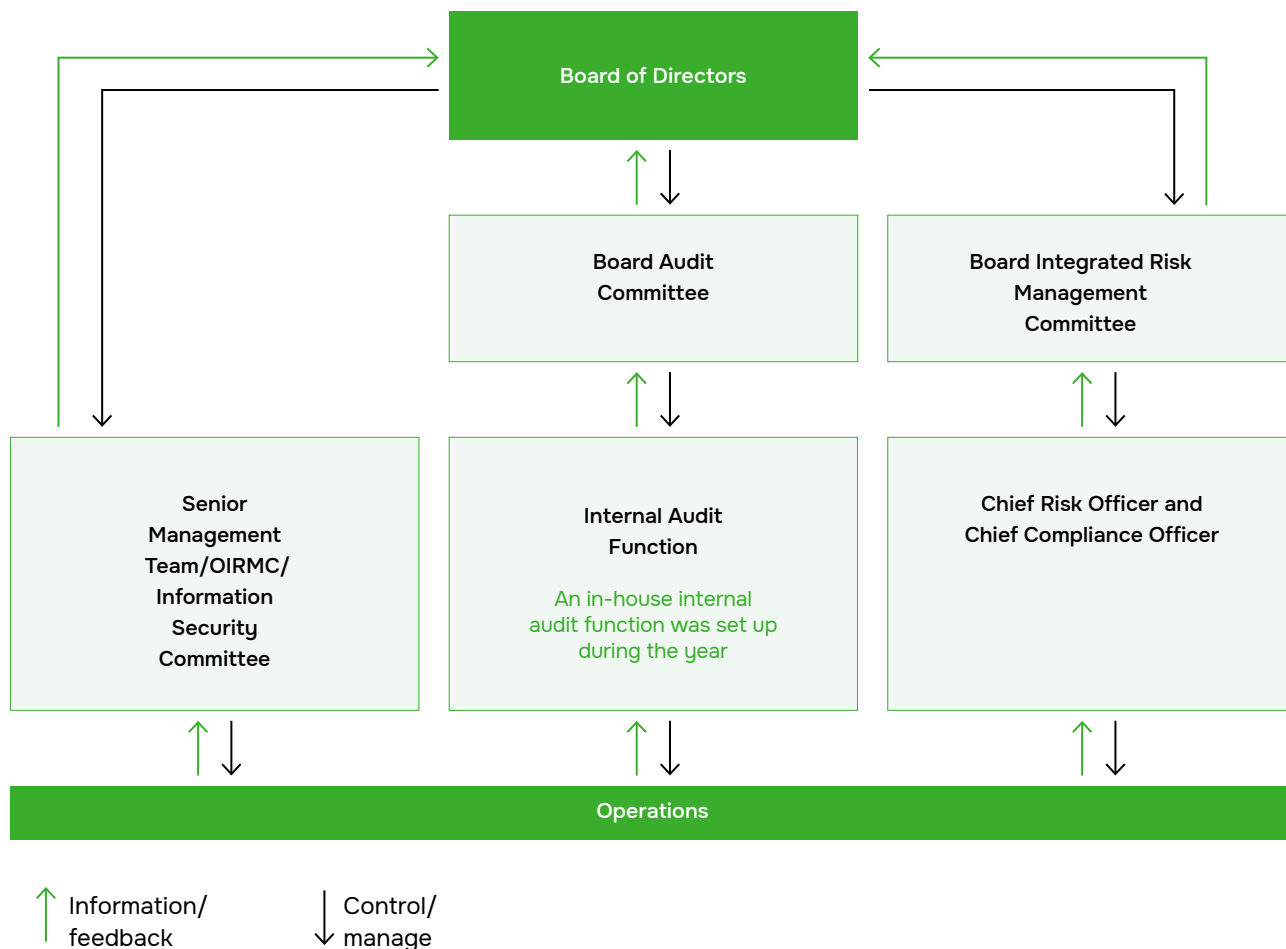 Board of Directors
Board Audit
Committee
Board Integrated Risk
Management
Committee
Senior
Management
Team/OIRMC/
Information
Security
Committee
Internal Audit
Function
An in-house internal
audit function was set up
during the year
Chief Risk Officer and
Chief Compliance Officer
Operations
Information/
feedback
Control/
manage